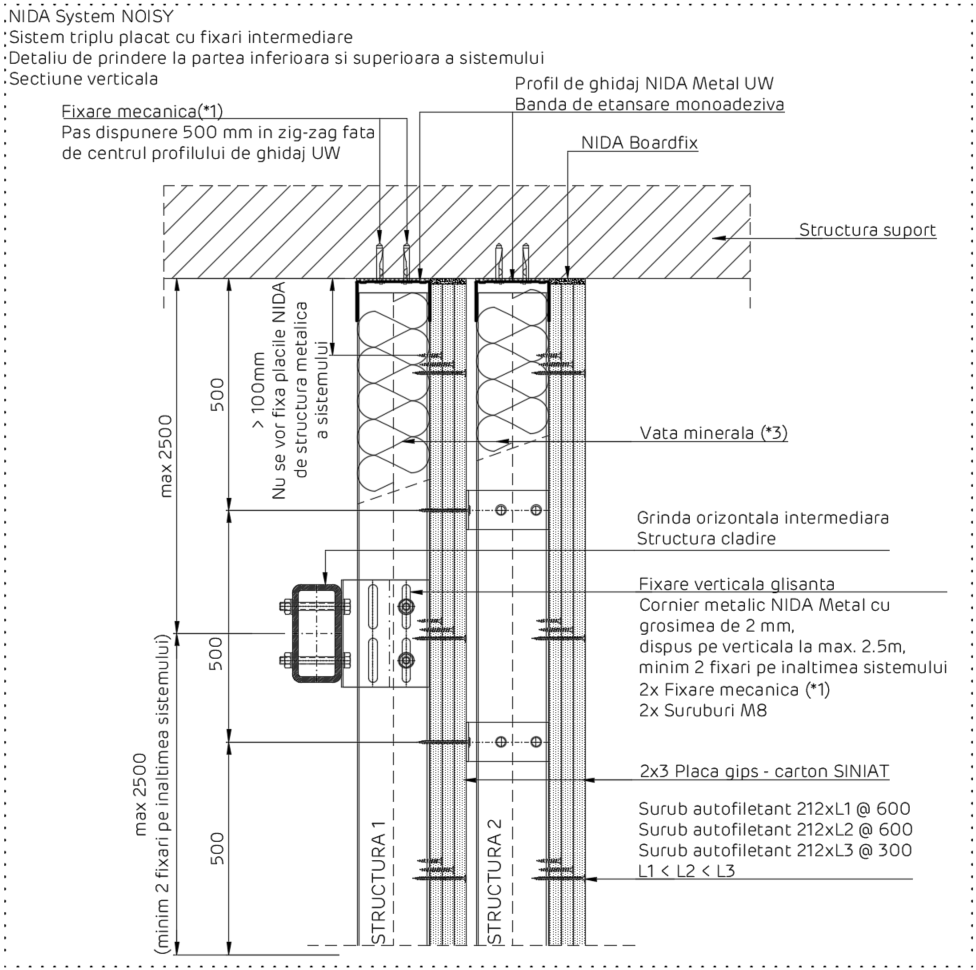 NIDA System NOISY
Sistem triplu placat cu fixari intermediare
Detaliu de prindere la partea inferioara si superioara a sistemului
Sectiune verticala
Fixare mecanica(*1)
Pas dispunere 500 mm in zig-zag fata
de centrul profilului de ghidaj UW
Profil de ghidaj NIDA Metal UW
Banda de etansare monoadeziva
NIDA Boardfix
Structura suport
max 2500
500
> 100mm
Nu se vor fixa placile NIDA
de structura metalica
a sistemului
Vata minerala (*3)
Grinda orizontala intermediara
Structura cladire
Fixare verticala glisanta
Cornier metalic NIDA Metal cu
grosimea de 2 mm,
dispus pe verticala la max. 2.5m,
minim 2 fixari pe inaltimea sistemului
2x Fixare mecanica (*1)
2x Suruburi M8
500
max 2500
(minim 2 fixari pe inaltimea sistemului)
500
2x3 Placa gips - carton SINIAT
Surub autofiletant 212xL1 @ 600
Surub autofiletant 212xL2 @ 600
Surub autofiletant 212xL3 @ 300
L1 < L2 < L3
STRUCTURA 1
STRUCTURA 2